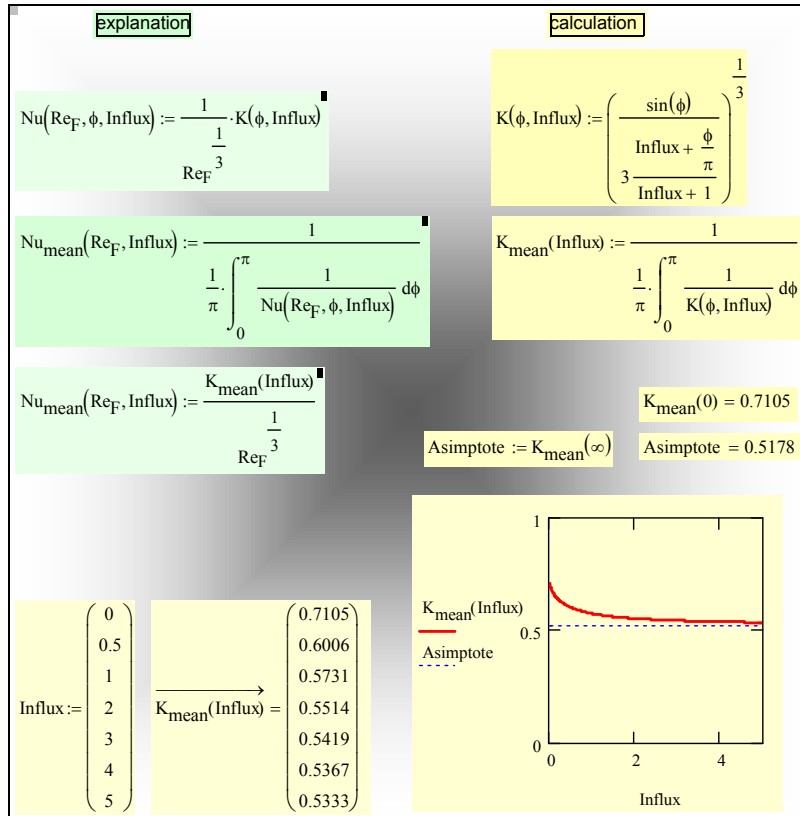 explanation
calculation
Nu(Re_F, ϕ, Influx) := 1 / Re_F^(1/3) · K(ϕ, Influx)
K(ϕ, Influx) := ( sin(ϕ) / ( 3 (Influx + ϕ/π) / (Influx + 1) ) )^(1/3)
Nu_mean(Re_F, Influx) := 1 / ( 1/π · ∫_0^π 1 / Nu(Re_F, ϕ, Influx) dϕ )
K_mean(Influx) := 1 / ( 1/π · ∫_0^π 1 / K(ϕ, Influx) dϕ )
Nu_mean(Re_F, Influx) := K_mean(Influx) / Re_F^(1/3)
K_mean(0) = 0.7105
Asimptote := K_mean(∞)
Asimptote = 0.5178
Influx :=
0
0.5
1
2
3
4
5
K_mean(Influx) =
0.7105
0.6006
0.5731
0.5514
0.5419
0.5367
0.5333
K_mean(Influx)
Asimptote
1
0.5
0
0 2 4
Influx